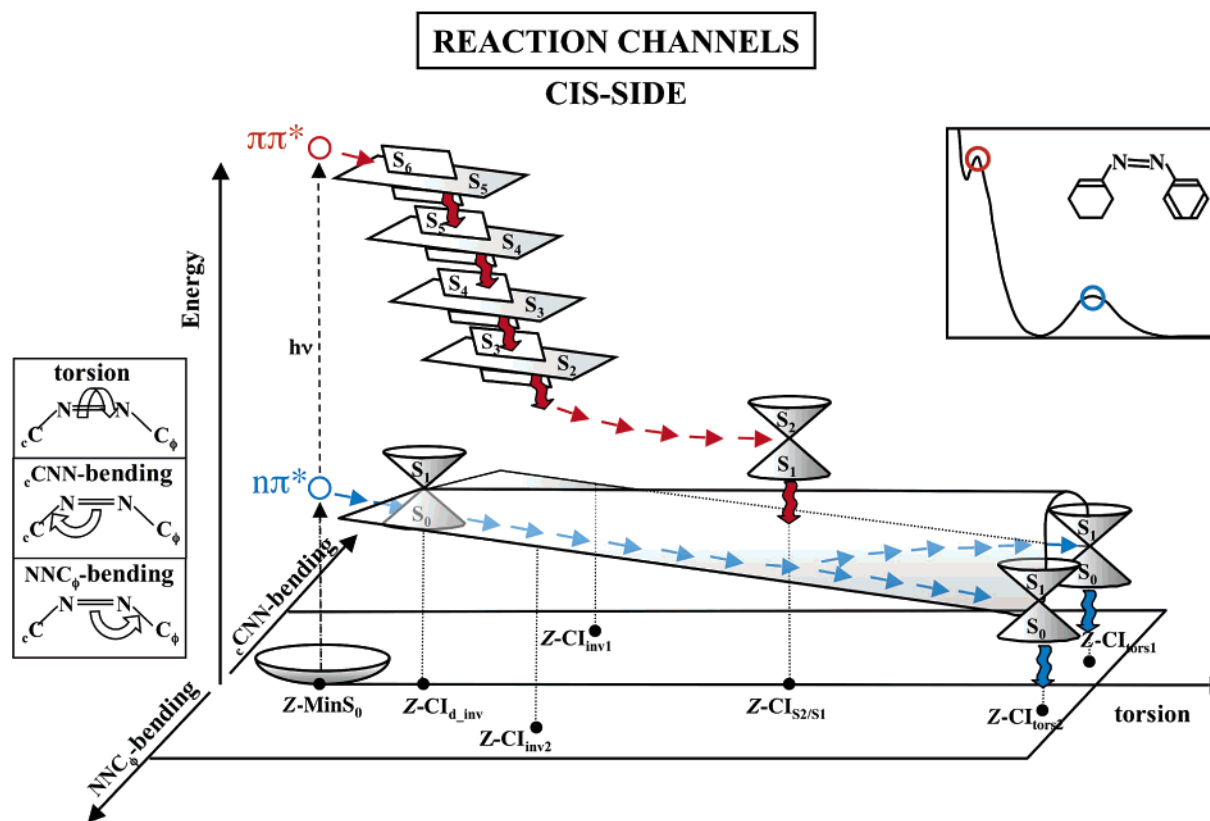 REACTION CHANNELS
CIS-SIDE
ππ*
S₆
S₅
S₅
S₄
S₄
S₃
S₃
S₂
Energy
hν
nπ*
S₁
S₀
S₂
S₁
S₁
S₀
S₁
S₀
N=N
torsion
N=N
cC
Cϕ
cCNN-bending
N=N
cC
Cϕ
NNCϕ-bending
N=N
cC
Cϕ
cCNN-bending
NNCϕ-bending
Z-MinS₀
Z-CId_inv
Z-CIinv2
Z-CIinv1
Z-CIS2/S1
Z-CItors1
Z-CItors2
torsion